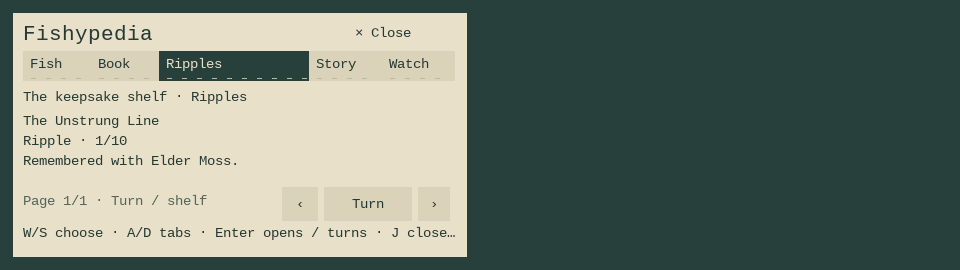 Fishypedia
× Close
Fish Book Ripples Story Watch
The keepsake shelf · Ripples
The Unstrung Line
Ripple · 1/10
Remembered with Elder Moss.
Page 1/1 · Turn / shelf
‹ Turn ›
W/S choose · A/D tabs · Enter opens / turns · J close…